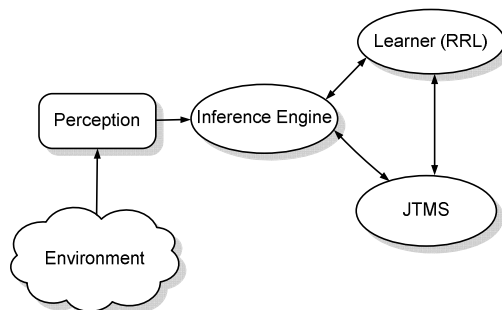 Learner (RRL)
Perception
Inference Engine
JTMS
Environment